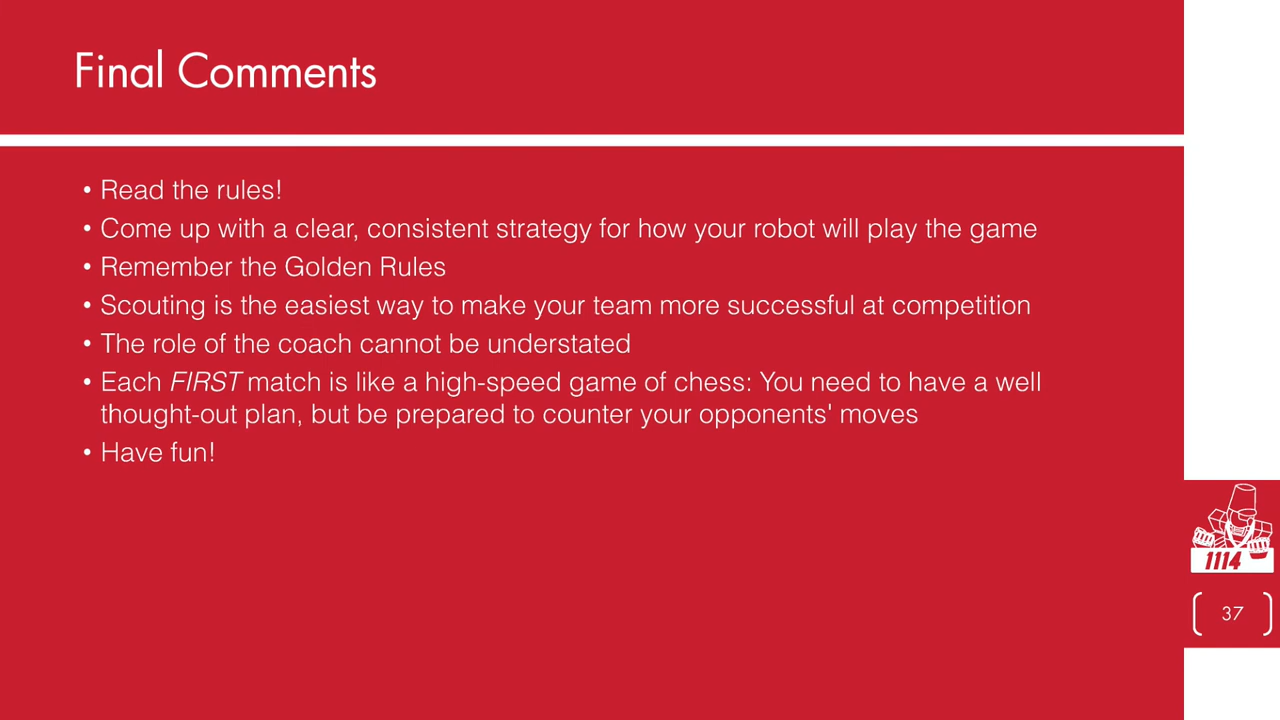 Final Comments
• Read the rules!
• Come up with a clear, consistent strategy for how your robot will play the game
• Remember the Golden Rules
• Scouting is the easiest way to make your team more successful at competition
• The role of the coach cannot be understated
• Each FIRST match is like a high-speed game of chess: You need to have a well
thought-out plan, but be prepared to counter your opponents' moves
• Have fun!
1114
37